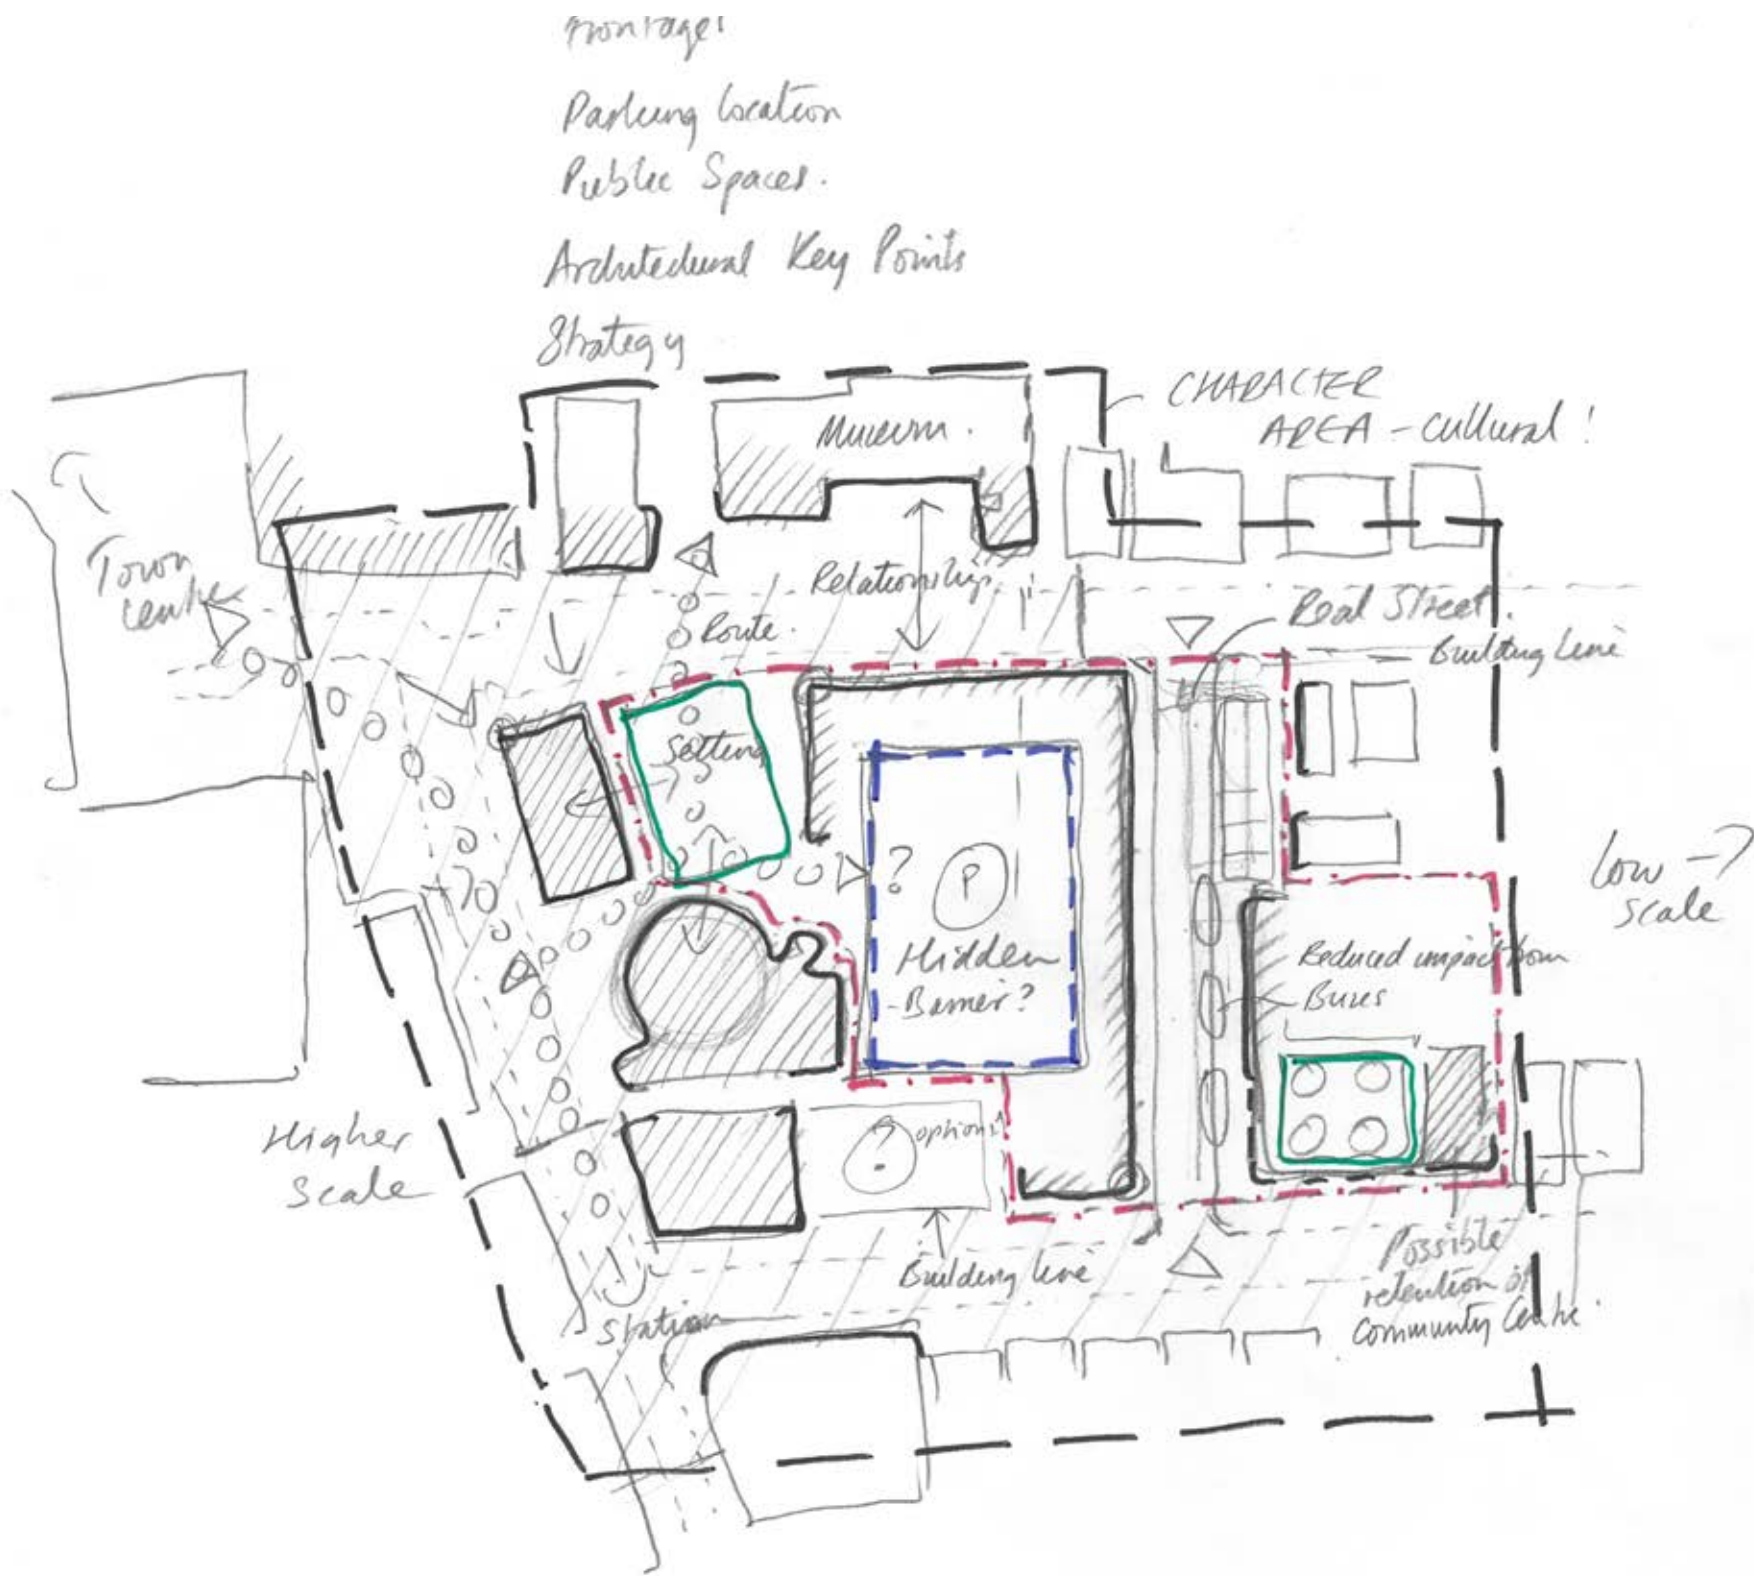 Frontages
Parking location
Public Spaces.
Architectural Key Points
Strategy
CHARACTER
AREA - cultural!
Museum.
Town
centre
Relationship
Route.
Real Street.
Building line
Setting
?
P
Hidden
Barrier?
Low
scale
Reduced impact from
Buses
Higher
scale
?
options
Building line
Possible
retention of
Community Centre.
Station